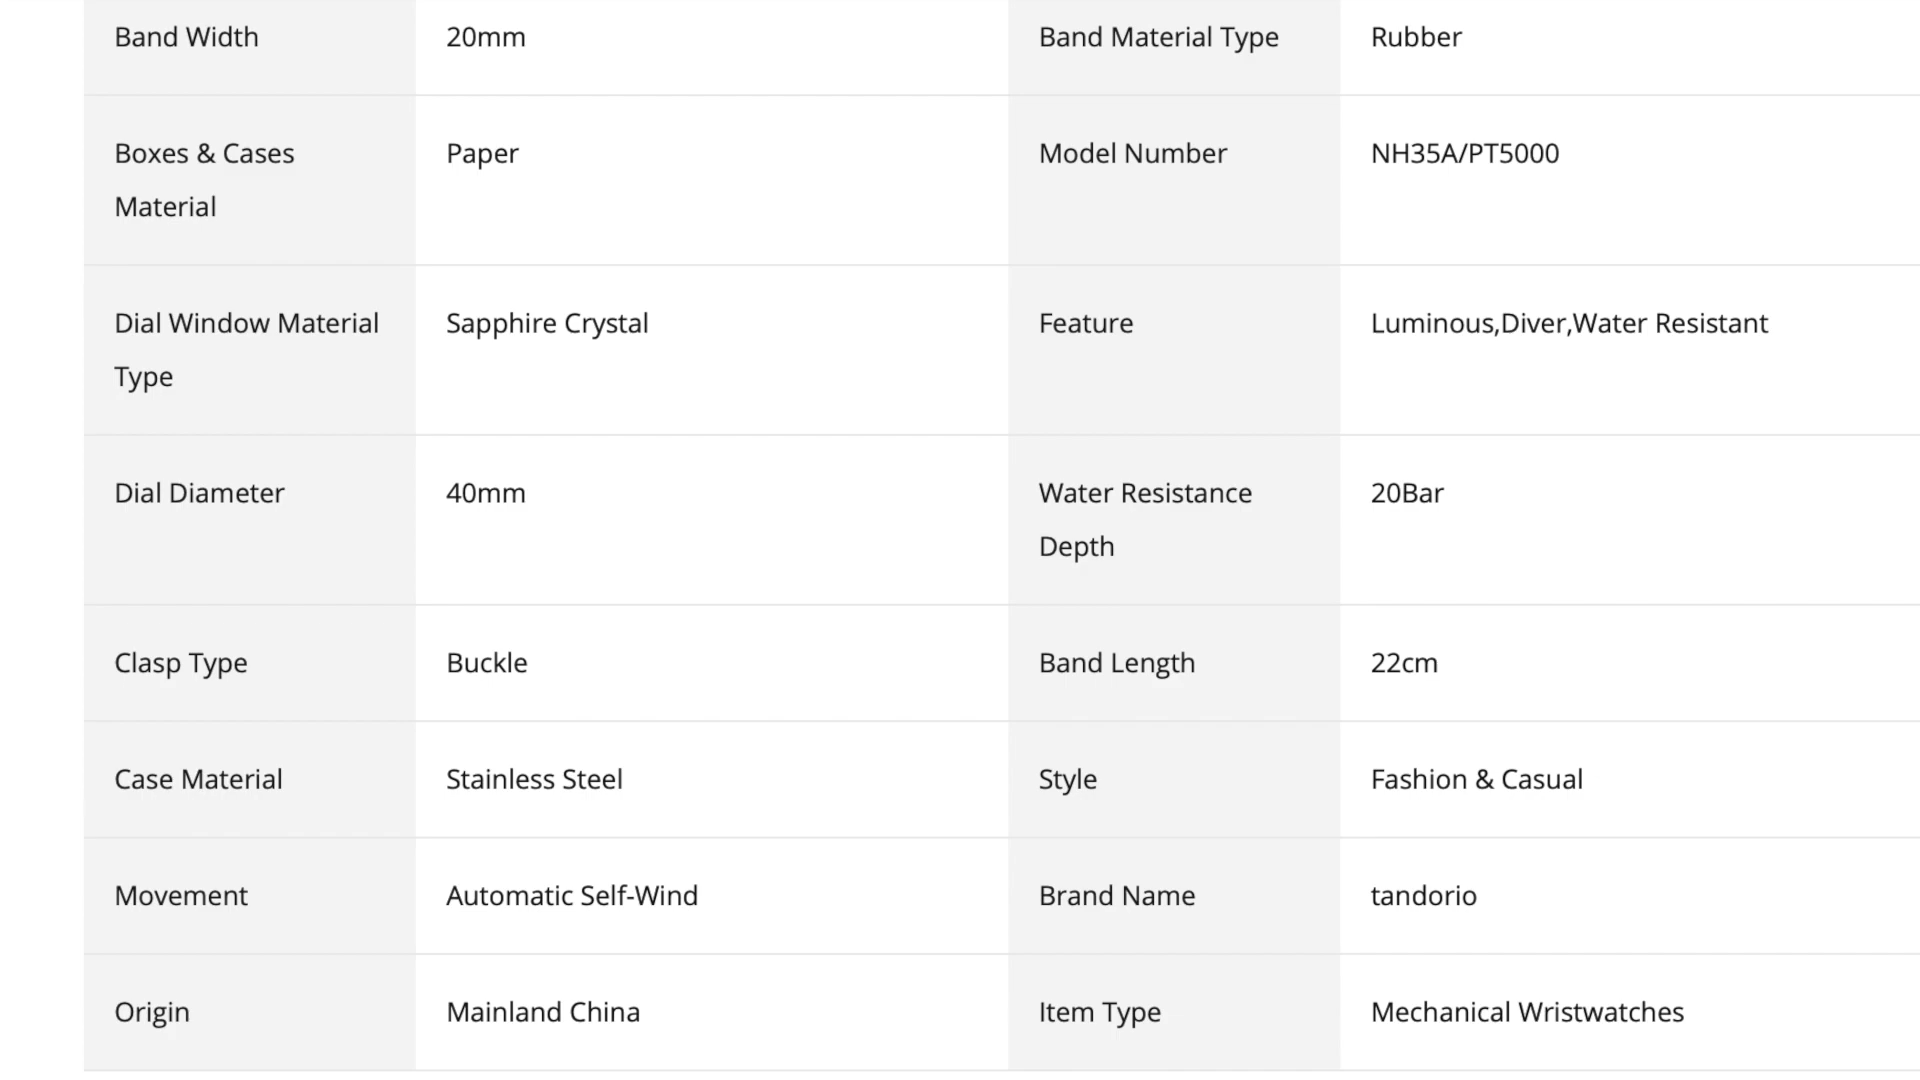 Band Width
20mm
Band Material Type
Rubber
Boxes & Cases
Material
Paper
Model Number
NH35A/PT5000
Dial Window Material
Type
Sapphire Crystal
Feature
Luminous,Diver,Water Resistant
Dial Diameter
40mm
Water Resistance
Depth
20Bar
Clasp Type
Buckle
Band Length
22cm
Case Material
Stainless Steel
Style
Fashion & Casual
Movement
Automatic Self-Wind
Brand Name
tandorio
Origin
Mainland China
Item Type
Mechanical Wristwatches